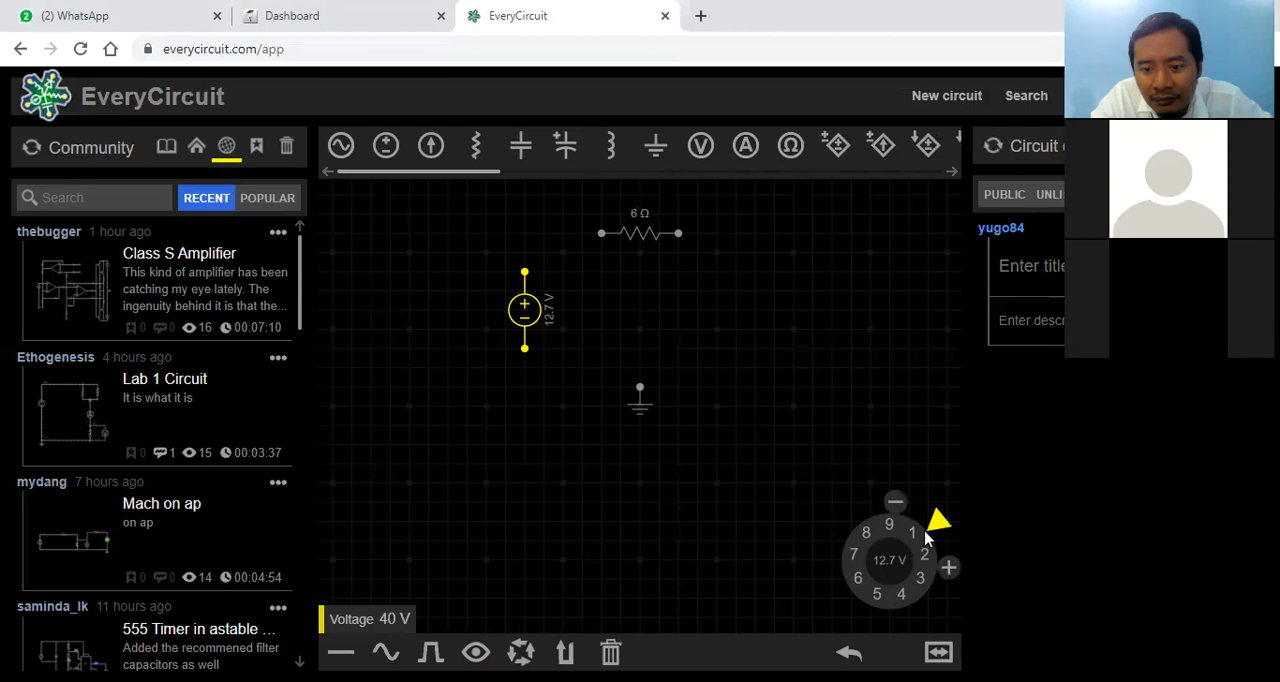 2 (2) WhatsApp
Dashboard
EveryCircuit
everycircuit.com/app
EveryCircuit
New circuit
Search
Community
V
A
Ω
Circuit
Search
RECENT
POPULAR
PUBLIC
UNLI
yugo84
Enter title
Enter descr
thebugger 1 hour ago
Class S Amplifier
This kind of amplifier has been
catching my eye lately. The
ingenuity behind it is that the...
0 0 16 00:07:10
Ethogenesis 4 hours ago
Lab 1 Circuit
It is what it is
0 1 15 00:03:37
mydang 7 hours ago
Mach on ap
on ap
0 0 14 00:04:54
saminda_lk 11 hours ago
555 Timer in astable ...
Added the recommened filter
capacitors as well
6 Ω
12.7 V
9
1
2
3
4
5
6
7
8
12.7 V
Voltage 40 V